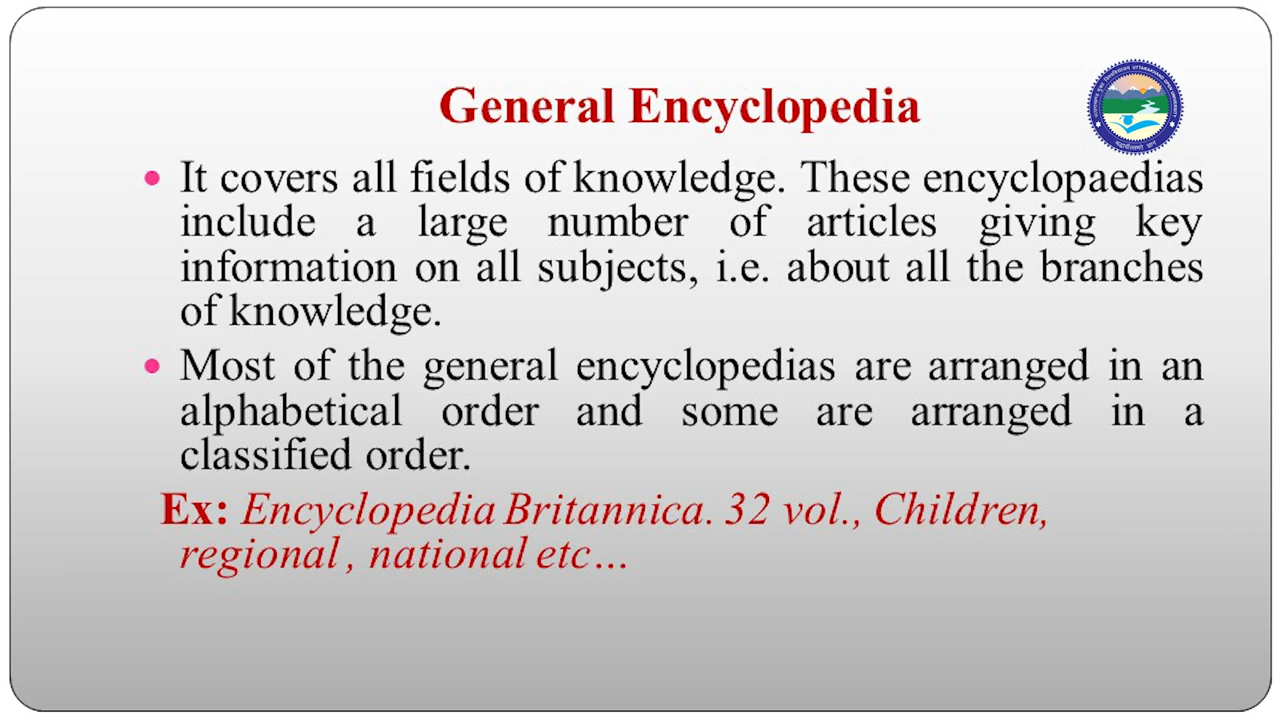 General Encyclopedia
It covers all fields of knowledge. These encyclopaedias
include a large number of articles giving key
information on all subjects, i.e. about all the branches
of knowledge.
Most of the general encyclopedias are arranged in an
alphabetical order and some are arranged in a
classified order.
Ex: Encyclopedia Britannica. 32 vol., Children,
regional , national etc…